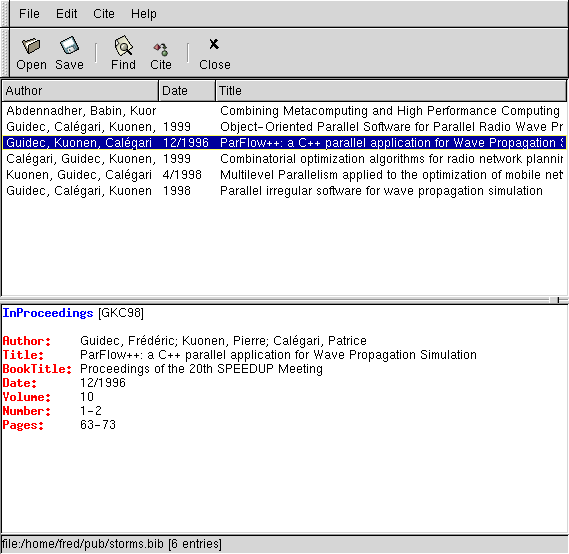 File Edit Cite Help
Open Save Find Cite Close
Author Date Title
Abdennadher, Babin, Kuor Combining Metacomputing and High Performance Computing
Guidec, Calégari, Kuonen, 1999 Object-Oriented Parallel Software for Parallel Radio Wave Pr
Guidec, Kuonen, Calégari 12/1996 ParFlow++: a C++ parallel application for Wave Propagation S
Calégari, Guidec, Kuonen, 1999 Combinatorial optimization algorithms for radio network plannin
Kuonen, Guidec, Calégari 4/1998 Multilevel Parallelism applied to the optimization of mobile net
Guidec, Calégari, Kuonen 1998 Parallel irregular software for wave propagation simulation
InProceedings [GKC98]
Author: Guidec, Frédéric; Kuonen, Pierre; Calégari, Patrice
Title: ParFlow++: a C++ parallel application for Wave Propagation Simulation
BookTitle: Proceedings of the 20th SPEEDUP Meeting
Date: 12/1996
Volume: 10
Number: 1-2
Pages: 63-73
file:/home/fred/pub/storms.bib [6 entries]